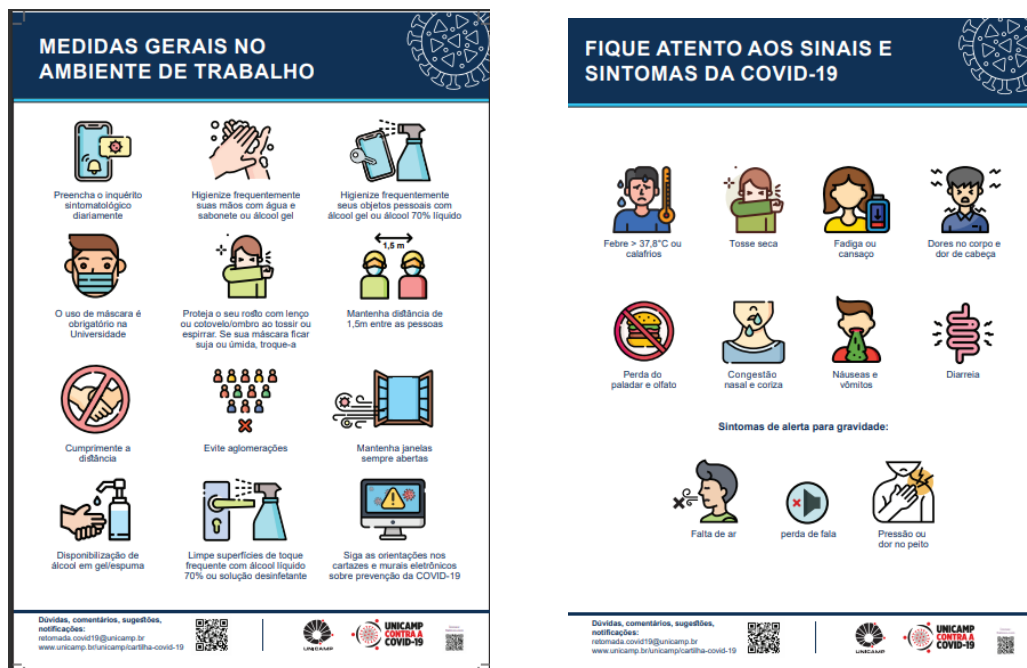 MEDIDAS GERAIS NO
AMBIENTE DE TRABALHO
Preencha o inquérito
sintomatológico
diariamente
Higienize frequentemente
suas mãos com água e
sabonete ou álcool gel
Higienize frequentemente
seus objetos pessoais com
álcool gel ou álcool 70% líquido
O uso de máscara é
obrigatório na
Universidade
Proteja o seu rosto com lenço
ou cotovelo/ombro ao tossir ou
espirrar. Se sua máscara ficar
suja ou úmida, troque-a
1,5 m
Mantenha distância de
1,5m entre as pessoas
Cumprimente a
distância
Evite aglomerações
Mantenha janelas
sempre abertas
Disponibilização de
álcool em gel/espuma
Limpe superfícies de toque
frequente com álcool líquido
70% ou solução desinfetante
Siga as orientações nos
cartazes e murais eletrônicos
sobre prevenção da COVID-19
Dúvidas, comentários, sugestões,
notificações:
retomada.covid19@unicamp.br
www.unicamp.br/unicamp/cartilha-covid-19
UNICAMP
UNICAMP
CONTRA A
COVID-19
FIQUE ATENTO AOS SINAIS E
SINTOMAS DA COVID-19
Febre > 37,8°C ou
calafrios
Tosse seca
Fadiga ou
cansaço
Dores no corpo e
dor de cabeça
Perda do
paladar e olfato
Congestão
nasal e coriza
Náuseas e
vômitos
Diarreia
Sintomas de alerta para gravidade:
Falta de ar
perda de fala
Pressão ou
dor no peito
Dúvidas, comentários, sugestões,
notificações:
retomada.covid19@unicamp.br
www.unicamp.br/unicamp/cartilha-covid-19
UNICAMP
UNICAMP
CONTRA A
COVID-19